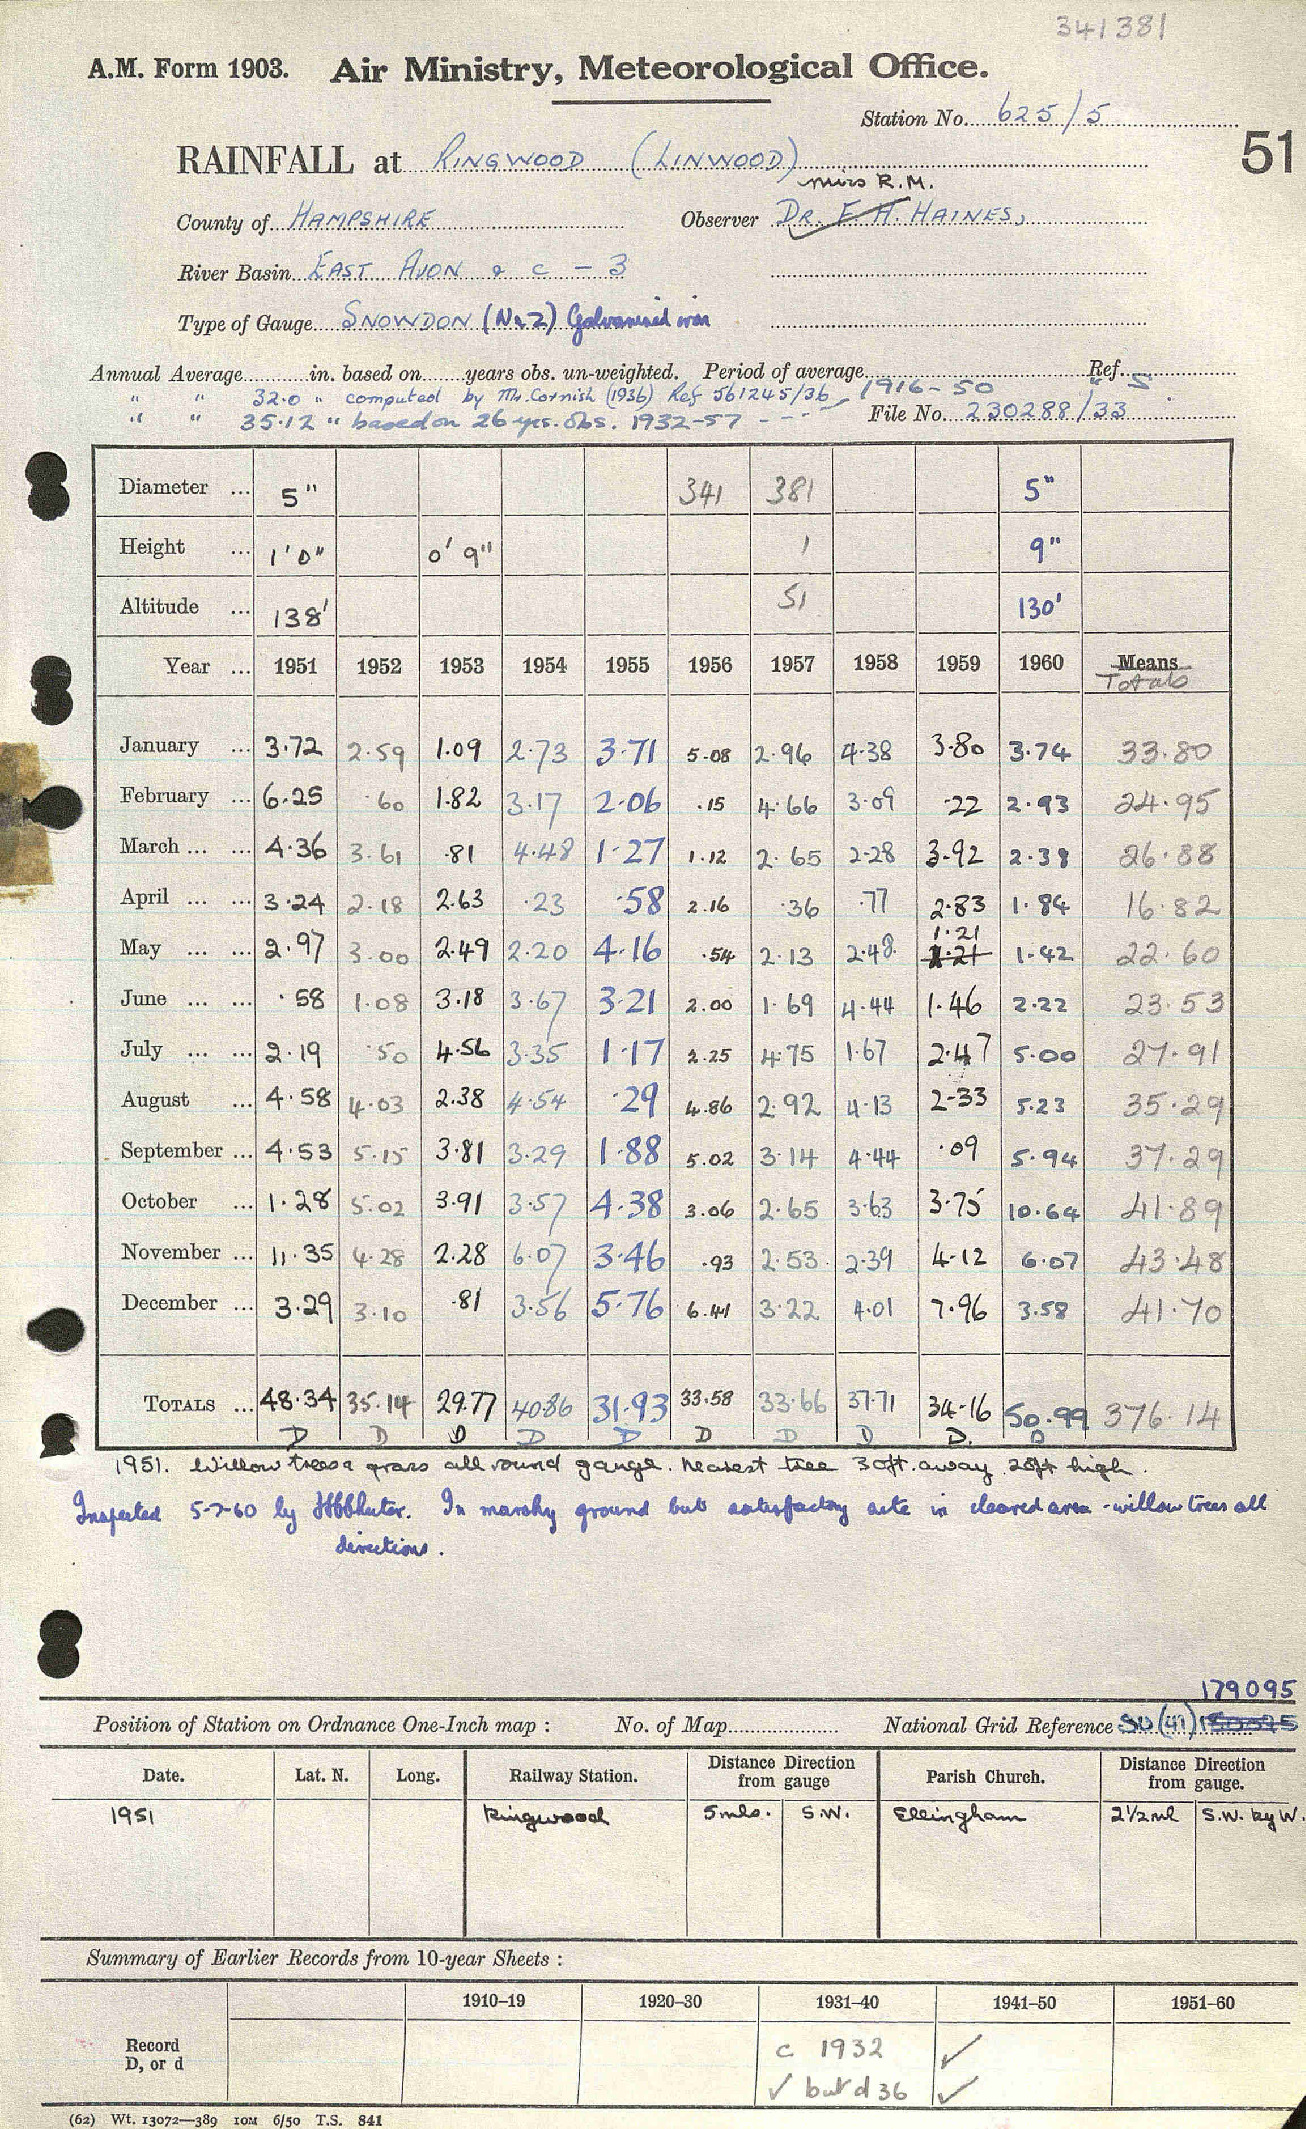 341381
A.M. Form 1903. Air Ministry, Meteorological Office.
Station No. 625/5
51
RAINFALL at RINGWOOD (LINWOOD)
Miss R.M.
County of HAMPSHIRE Observer DR. F. H. HAINES,
River Basin EAST AVON & C - 3
Type of Gauge SNOWDON (No 2) Galvanised iron
Annual Average in. based on years obs. un-weighted. Period of average Ref.
" " 32.0 " computed by Mr. Cornish (1936) Ref 561245/36, 1916-50 " S
" " 35.12 " based on 26 yrs. obs. 1932-57 - - - - File No. 230288/33
Diameter ... 5" 341 381 5"
Height ... 1'0" 0' 9" 1 9"
Altitude ... 138' 51 130'
Year ... 1951 1952 1953 1954 1955 1956 1957 1958 1959 1960 Means
Totals
January ... 3.72 2.59 1.09 2.73 3.71 5.08 2.96 4.38 3.80 3.74 33.80
February ... 6.25 .60 1.82 3.17 2.06 .15 4.66 3.09 .22 2.93 24.95
March ... ... 4.36 3.61 .81 4.48 1.27 1.12 2.65 2.28 3.92 2.38 26.88
April ... ... 3.24 2.18 2.63 .23 .58 2.16 .36 .77 2.83 1.84 16.82
1.21
May ... ... 2.97 3.00 2.49 2.20 4.16 .54 2.13 2.48 1.21 1.42 22.60
June ... ... .58 1.08 3.18 3.67 3.21 2.00 1.69 4.44 1.46 2.22 23.53
July ... ... 2.19 .50 4.56 3.35 1.17 2.25 4.75 1.67 2.47 5.00 27.91
August ... 4.58 4.03 2.38 4.54 .29 4.86 2.92 4.13 2.33 5.23 35.29
September ... 4.53 5.15 3.81 3.29 1.88 5.02 3.14 4.44 .09 5.94 37.29
October ... 1.28 5.02 3.91 3.57 4.38 3.06 2.65 3.63 3.75 10.64 41.89
November ... 11.35 4.28 2.28 6.07 3.46 .93 2.53 2.39 4.12 6.07 43.48
December ... 3.29 3.10 .81 3.56 5.76 6.41 3.22 4.01 7.96 3.58 41.70
TOTALS ... 48.34 35.14 29.77 40.86 31.93 33.58 33.66 37.71 34.16 50.99 376.14
D D D D D D D D D. D
1951. Willow trees & grass all round gauge. Nearest tree 30ft. away 25ft high.
Inspected 5-7-60 by In marshy ground but satisfactory site in cleared area - willow trees all
directions.
179095
Position of Station on Ordnance One-Inch map : No. of Map National Grid Reference SU (41)
Date. Lat. N. Long. Railway Station. Distance from gauge Direction Parish Church. Distance from gauge. Direction
1951 Ringwood 5 mls. S.W. Ellingham 2½ ml S.W. by W.
Summary of Earlier Records from 10-year Sheets :
1910–19 1920–30 1931–40 1941–50 1951–60
Record c 1932 ✓
D, or d ✓ but d 36 ✓
(62) Wt. 13072—389 10M 6/50 T.S. 841